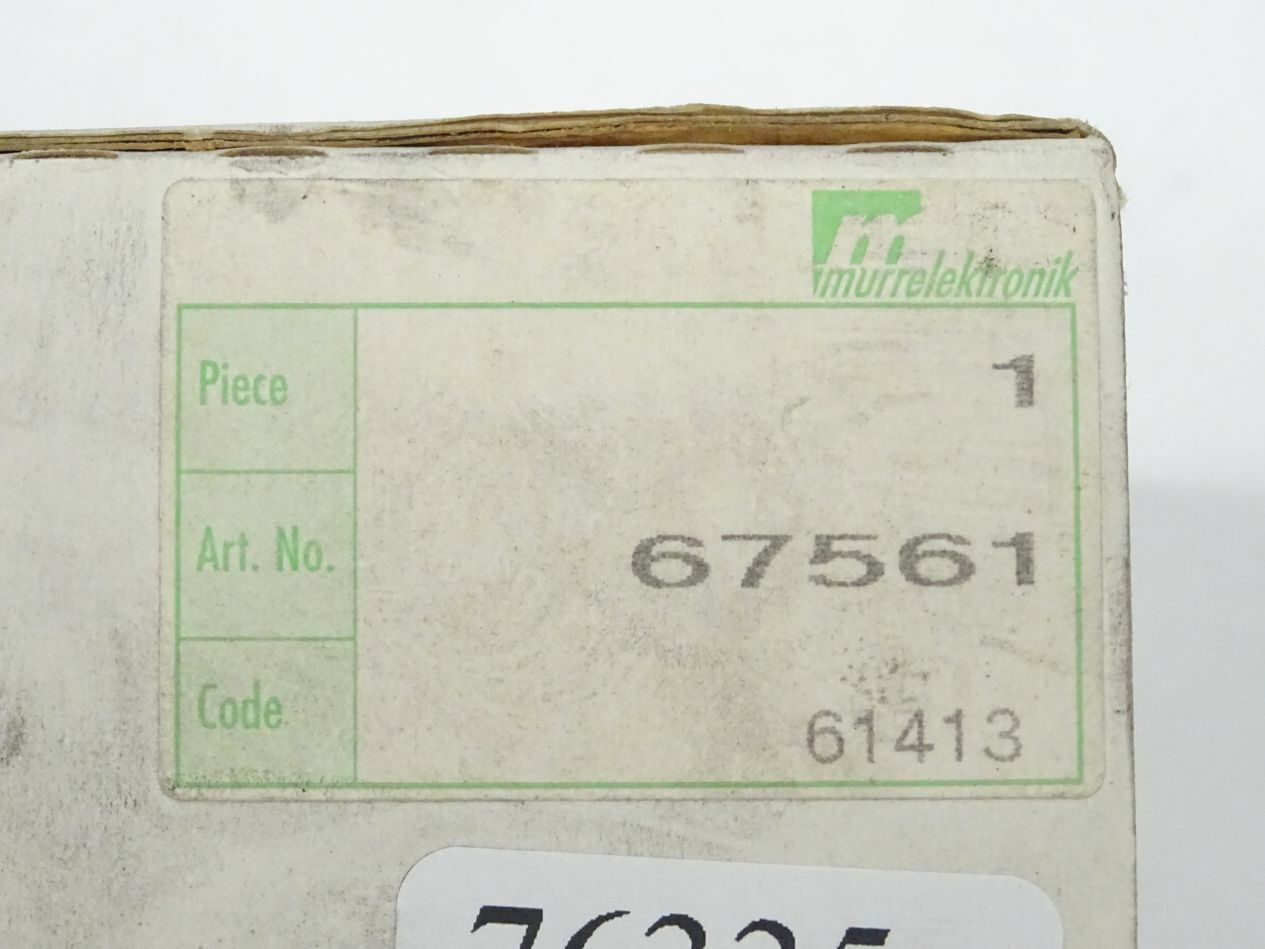 murrelektronik
Piece 1
Art. No. 67561
Code 61413